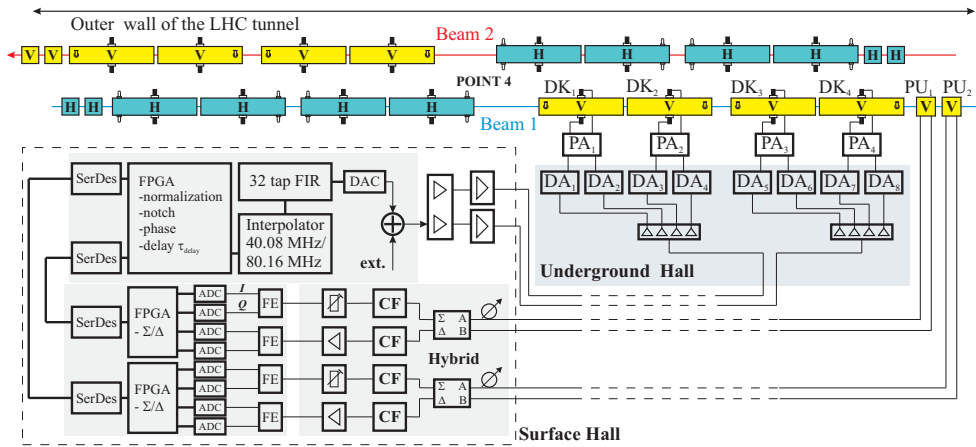 Outer wall of the LHC tunnel
Beam 2
V V V V V V H H H H H H
POINT 4
H H H H H H
Beam 1
DK1 DK2 DK3 DK4 PU1 PU2
V V V V V V
PA1 PA2 PA3 PA4
DA1 DA2 DA3 DA4 DA5 DA6 DA7 DA8
Underground Hall
SerDes
FPGA
-normalization
-notch
-phase
-delay τdelay
32 tap FIR
DAC
Interpolator
40.08 MHz/
80.16 MHz
ext.
SerDes
SerDes
FPGA
- Σ/Δ
ADC
ADC
ADC
ADC
I
Q
FE
FE
CF
CF
Σ A
Δ B
Hybrid
SerDes
FPGA
- Σ/Δ
ADC
ADC
ADC
ADC
FE
FE
CF
CF
Σ A
Δ B
Surface Hall